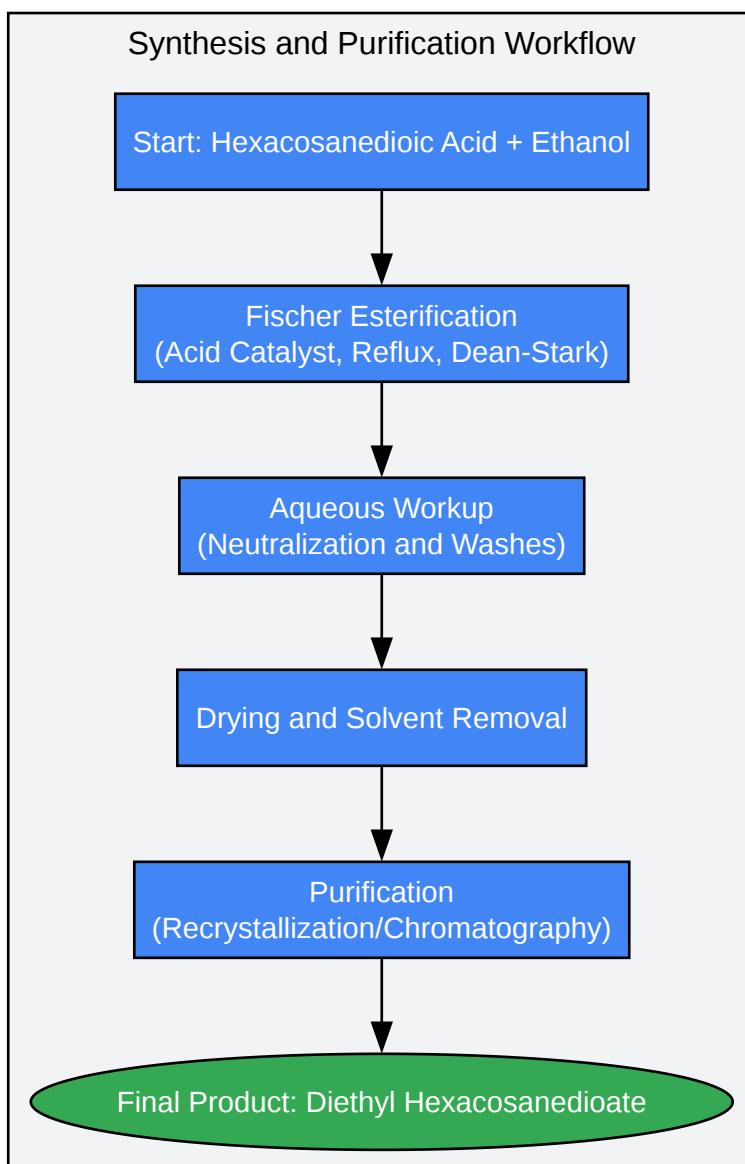 Synthesis and Purification Workflow
Start: Hexacosanedioic Acid + Ethanol
Fischer Esterification
(Acid Catalyst, Reflux, Dean-Stark)
Aqueous Workup
(Neutralization and Washes)
Drying and Solvent Removal
Purification
(Recrystallization/Chromatography)
Final Product: Diethyl Hexacosanedioate